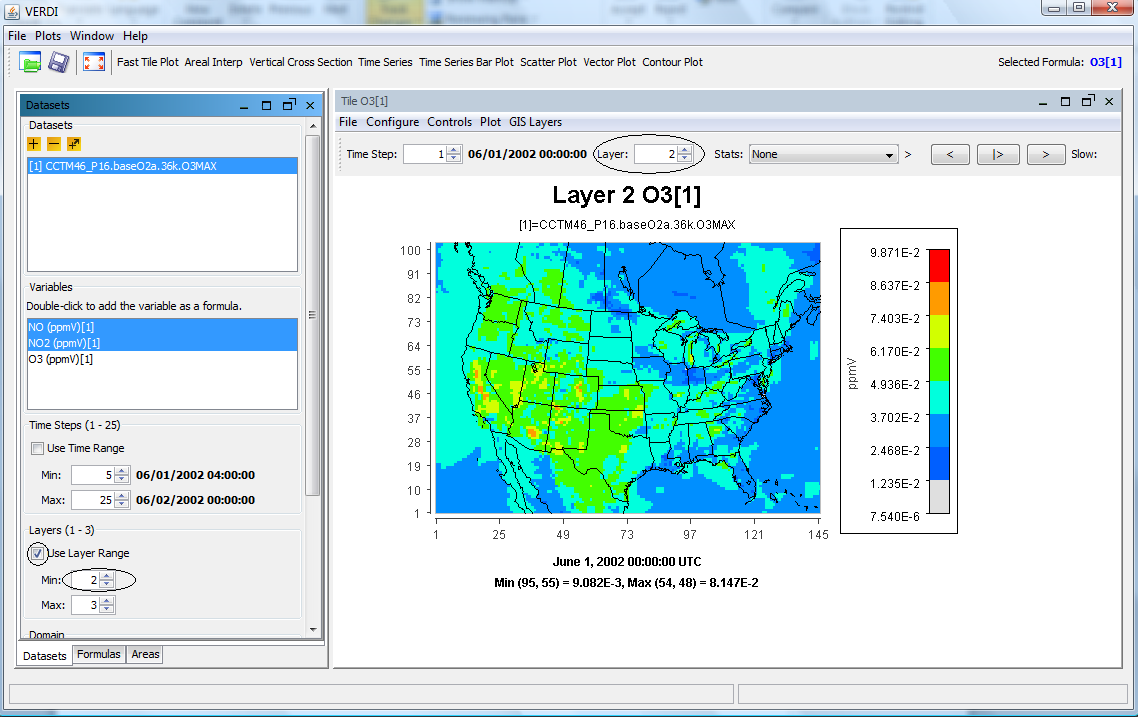 VERDI
File Plots Window Help
Fast Tile Plot Areal Interp Vertical Cross Section Time Series Time Series Bar Plot Scatter Plot Vector Plot Contour Plot
Selected Formula: O3[1]
Datasets
Datasets
[1] CCTM46_P16.baseO2a.36k.O3MAX
Variables
Double-click to add the variable as a formula.
NO (ppmV)[1]
NO2 (ppmV)[1]
O3 (ppmV)[1]
Time Steps (1 - 25)
Use Time Range
Min: 5 06/01/2002 04:00:00
Max: 25 06/02/2002 00:00:00
Layers (1 - 3)
Use Layer Range
Min: 2
Max: 3
Domain
Datasets Formulas Areas
Tile O3[1]
File Configure Controls Plot GIS Layers
Time Step: 1 06/01/2002 00:00:00 Layer: 2 Stats: None > < |> > Slow:
Layer 2 O3[1]
[1]=CCTM46_P16.baseO2a.36k.O3MAX
100
91
82
73
64
55
46
37
28
19
10
1
1 25 49 73 97 121 145
ppmV
9.871E-2
8.637E-2
7.403E-2
6.170E-2
4.936E-2
3.702E-2
2.468E-2
1.235E-2
7.540E-6
June 1, 2002 00:00:00 UTC
Min (95, 55) = 9.082E-3, Max (54, 48) = 8.147E-2